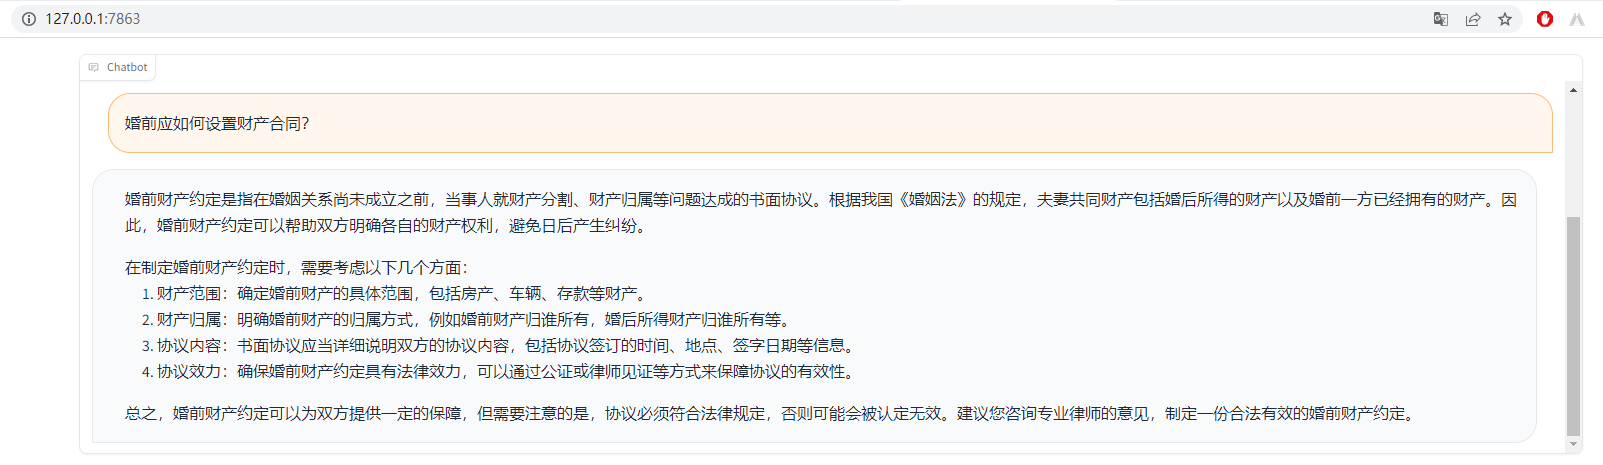 127.0.0.1:7863
Chatbot
婚前应如何设置财产合同?
婚前财产约定是指在婚姻关系尚未成立之前，当事人就财产分割、财产归属等问题达成的书面协议。根据我国《婚姻法》的规定，夫妻共同财产包括婚后所得的财产以及婚前一方已经拥有的财产。因
此，婚前财产约定可以帮助双方明确各自的财产权利，避免日后产生纠纷。
在制定婚前财产约定时，需要考虑以下几个方面：
1. 财产范围：确定婚前财产的具体范围，包括房产、车辆、存款等财产。
2. 财产归属：明确婚前财产的归属方式，例如婚前财产归谁所有，婚后所得财产归谁所有等。
3. 协议内容：书面协议应当详细说明双方的协议内容，包括协议签订的时间、地点、签字日期等信息。
4. 协议效力：确保婚前财产约定具有法律效力，可以通过公证或律师见证等方式来保障协议的有效性。
总之，婚前财产约定可以为双方提供一定的保障，但需要注意的是，协议必须符合法律规定，否则可能会被认定无效。建议您咨询专业律师的意见，制定一份合法有效的婚前财产约定。